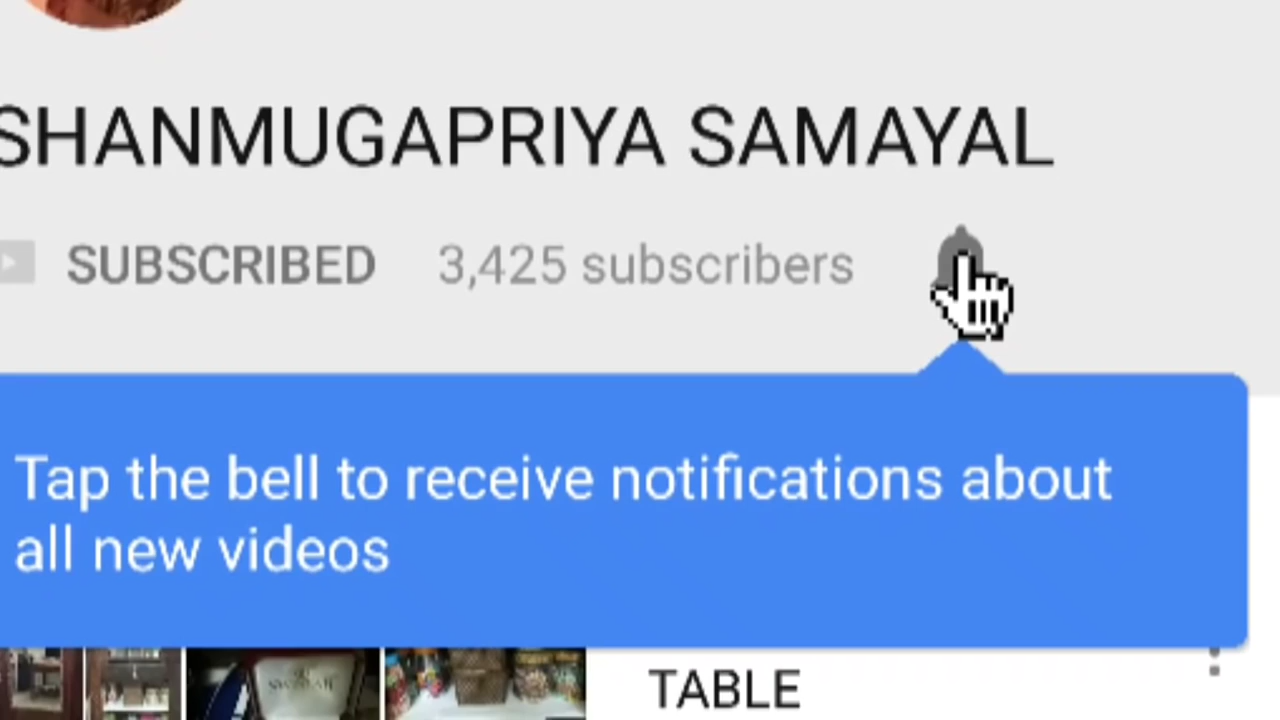 SHANMUGAPRIYA SAMAYAL
SUBSCRIBED 3,425 subscribers
Tap the bell to receive notifications about
all new videos
TABLE